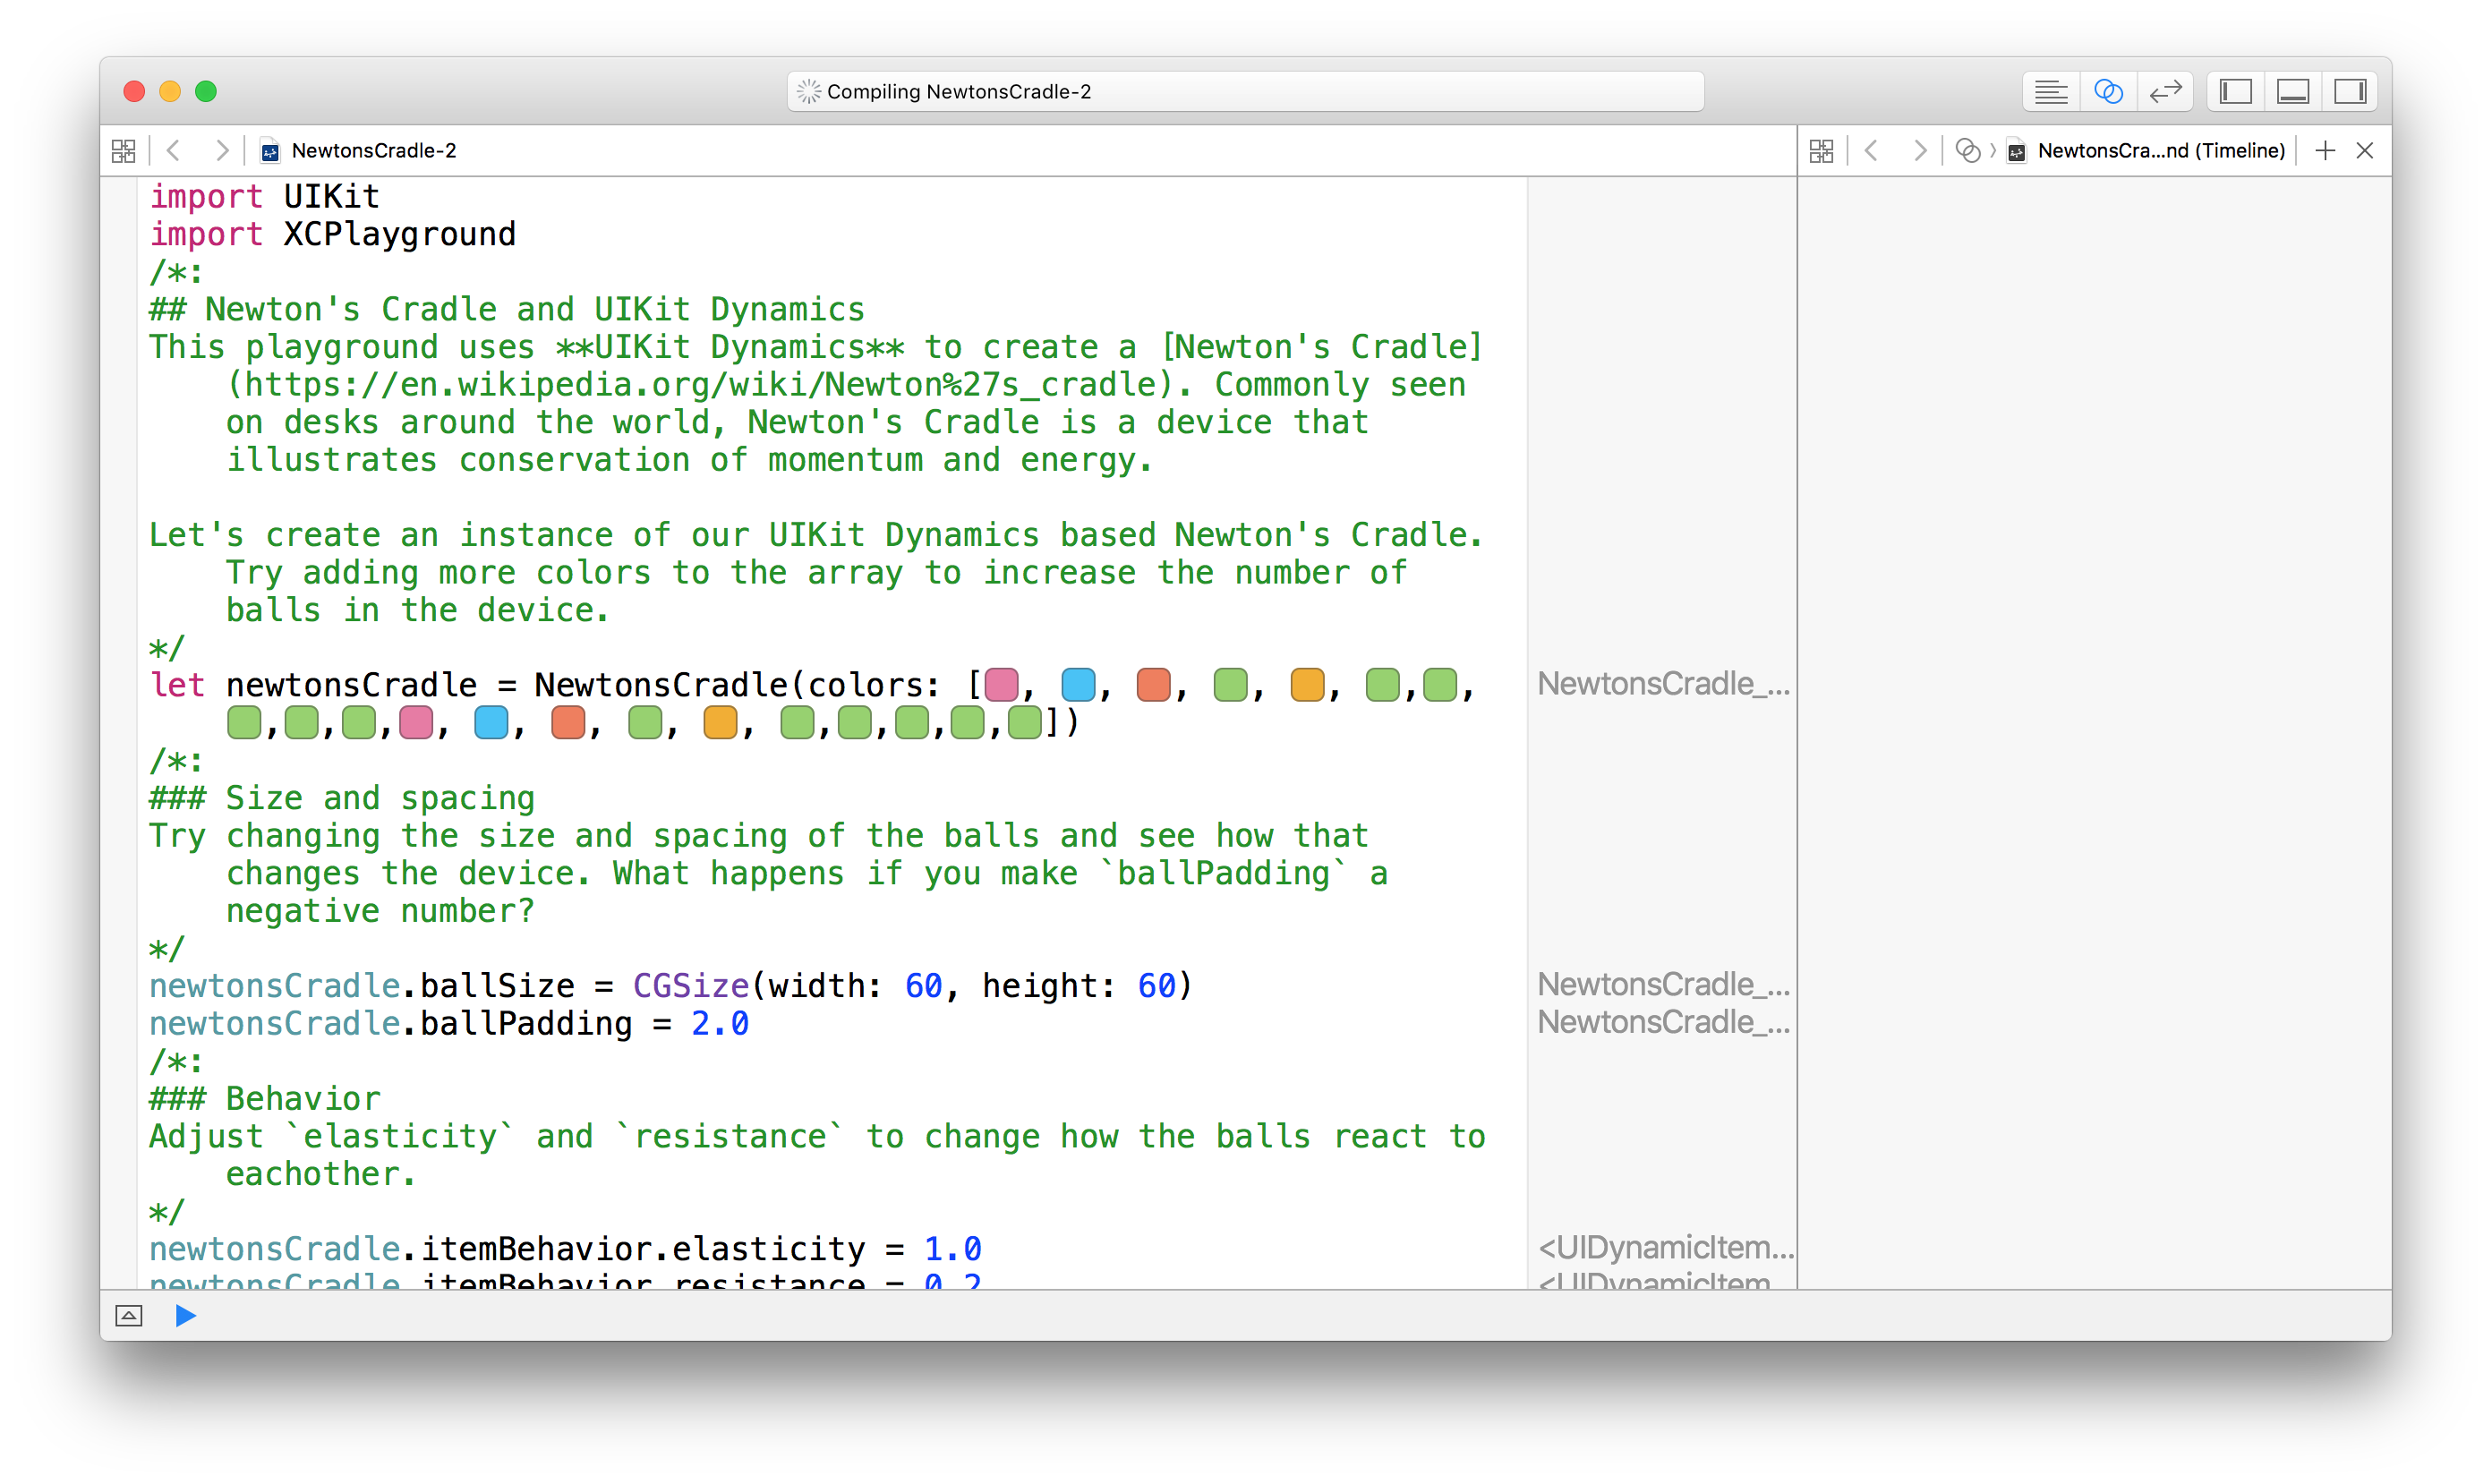 Compiling NewtonsCradle-2
NewtonsCradle-2
NewtonsCra...nd (Timeline)
import UIKit
import XCPlayground
/*:
## Newton's Cradle and UIKit Dynamics
This playground uses **UIKit Dynamics** to create a [Newton's Cradle]
(https://en.wikipedia.org/wiki/Newton%27s_cradle). Commonly seen
on desks around the world, Newton's Cradle is a device that
illustrates conservation of momentum and energy.
Let's create an instance of our UIKit Dynamics based Newton's Cradle.
Try adding more colors to the array to increase the number of
balls in the device.
*/
let newtonsCradle = NewtonsCradle(colors: [, , , , , ,,
,,,, , , , , ,,,,])
NewtonsCradle_...
/*:
### Size and spacing
Try changing the size and spacing of the balls and see how that
changes the device. What happens if you make `ballPadding` a
negative number?
*/
newtonsCradle.ballSize = CGSize(width: 60, height: 60)
NewtonsCradle_...
newtonsCradle.ballPadding = 2.0
NewtonsCradle_...
/*:
### Behavior
Adjust `elasticity` and `resistance` to change how the balls react to
eachother.
*/
newtonsCradle.itemBehavior.elasticity = 1.0
<UIDynamicItem...
newtonsCradle.itemBehavior.resistance = 0.2
<UIDynamicItem